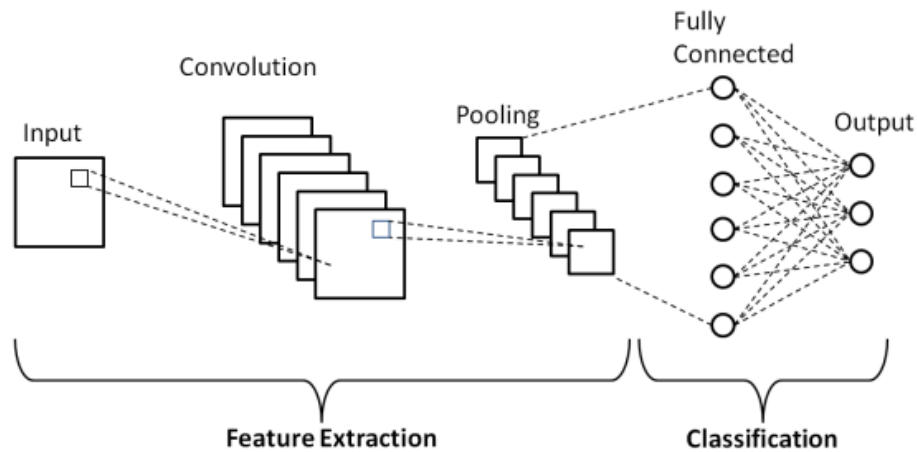 Fully
Connected
Convolution
Pooling
Input
Output
Feature Extraction
Classification